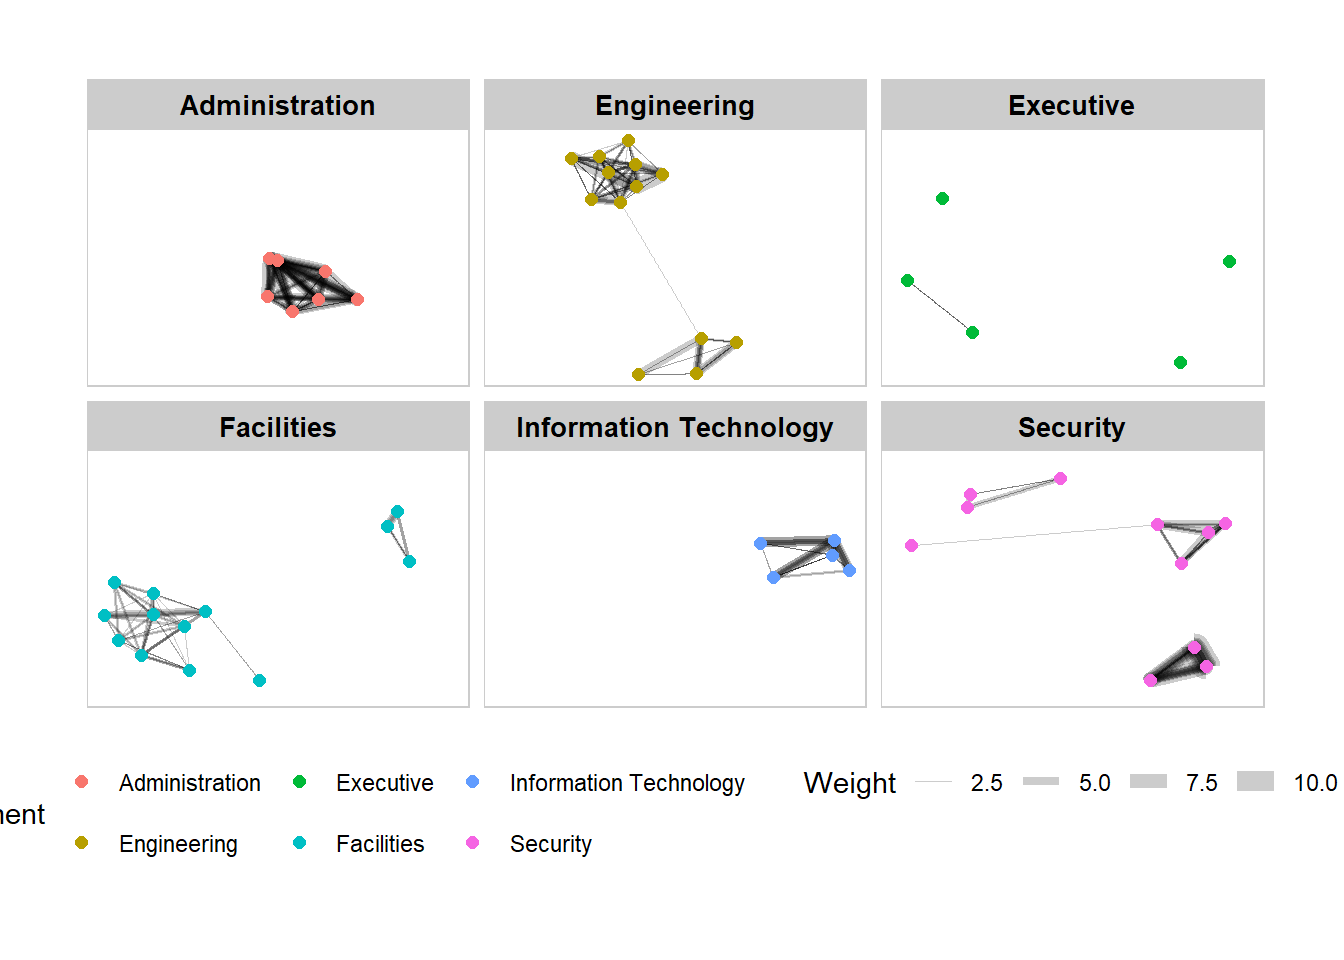 Administration
Engineering
Executive
Facilities
Information Technology
Security
Administration Executive Information Technology Weight 2.5 5.0 7.5 10.0
Engineering Facilities Security